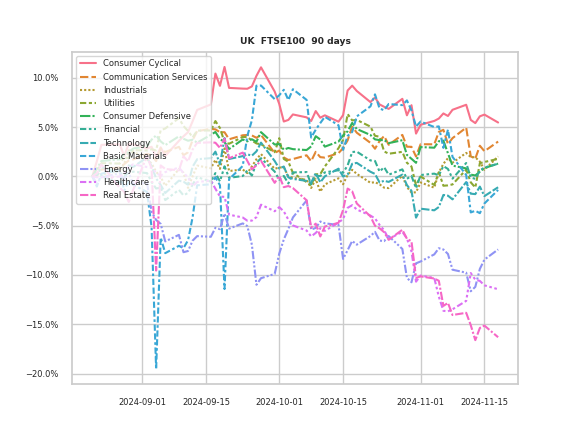 UK  FTSE100  90 days
10.0%
5.0%
0.0%
−5.0%
−10.0%
−15.0%
−20.0%
Consumer Cyclical
Communication Services
Industrials
Utilities
Consumer Defensive
Financial
Technology
Basic Materials
Energy
Healthcare
Real Estate
2024-09-01 2024-09-15 2024-10-01 2024-10-15 2024-11-01 2024-11-15